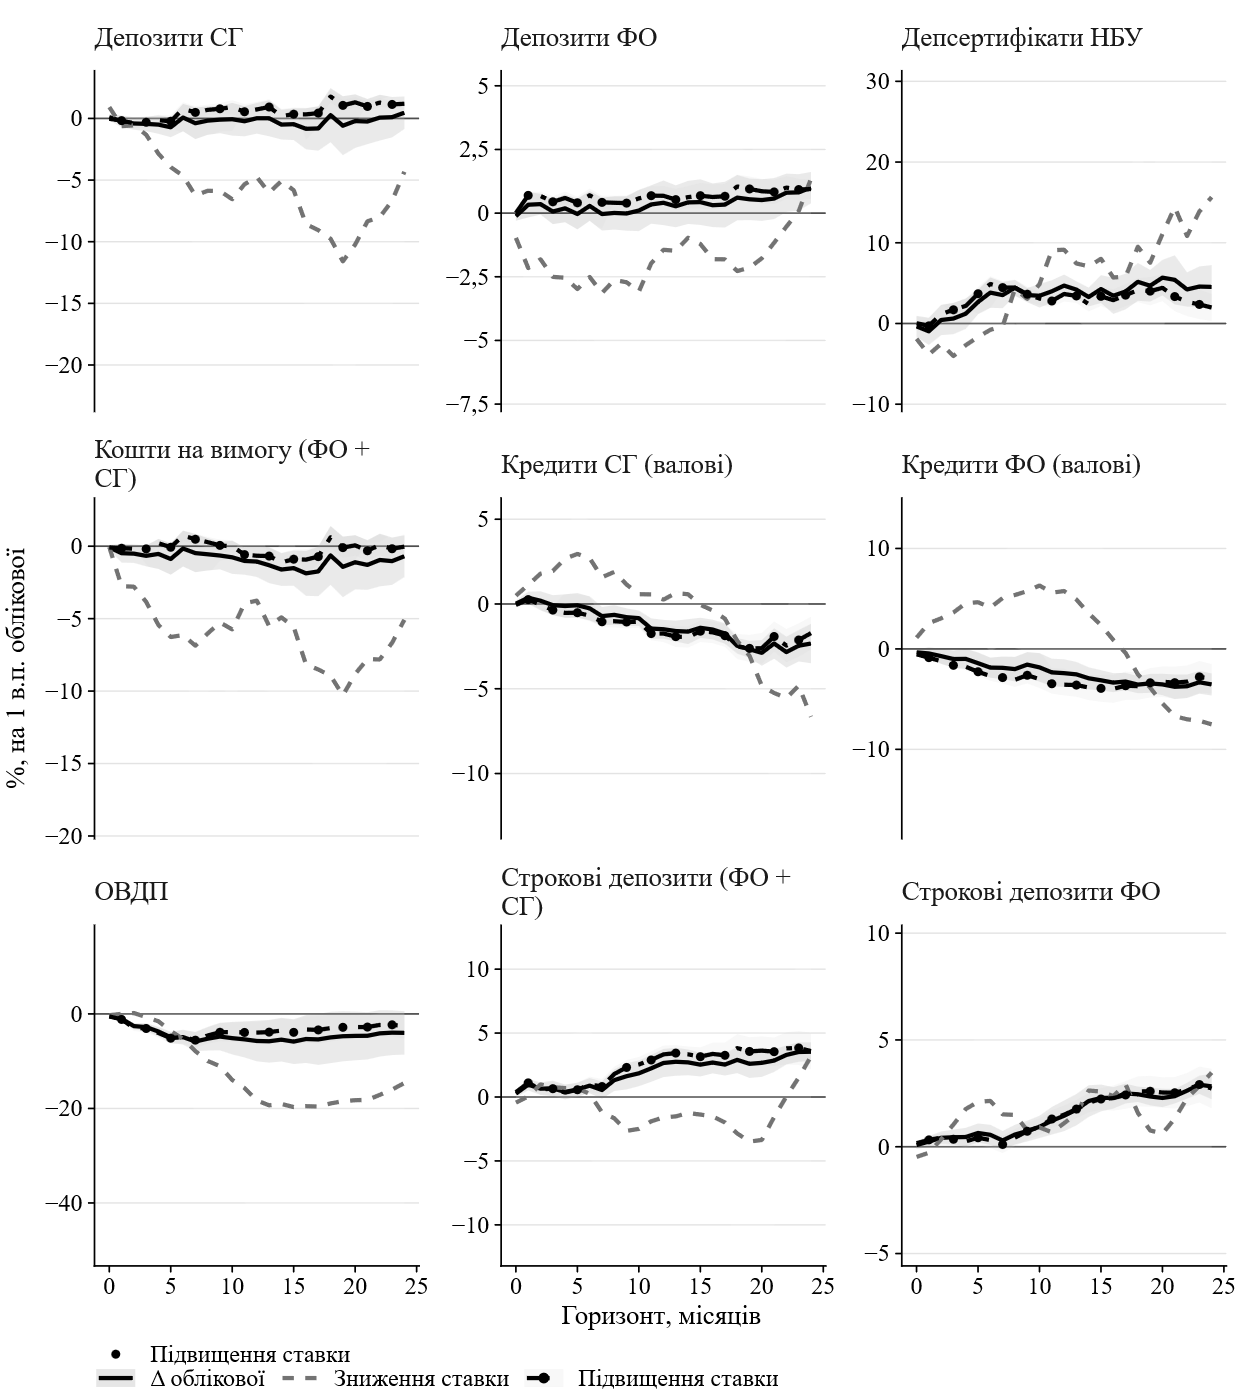 Депозити СГ
0
−5
−10
−15
−20
Депозити ФО
5
2,5
0
−2,5
−5
−7,5
Депсертифікати НБУ
30
20
10
0
−10
Кошти на вимогу (ФО +
СГ)
0
−5
−10
−15
−20
Кредити СГ (валові)
5
0
−5
−10
Кредити ФО (валові)
10
0
−10
%, на 1 в.п. облікової
ОВДП
0
−20
−40
0 5 10 15 20 25
Строкові депозити (ФО +
СГ)
10
5
0
−5
−10
0 5 10 15 20 25
Строкові депозити ФО
10
5
0
−5
0 5 10 15 20 25
Горизонт, місяців
Підвищення ставки
Δ облікової Зниження ставки Підвищення ставки